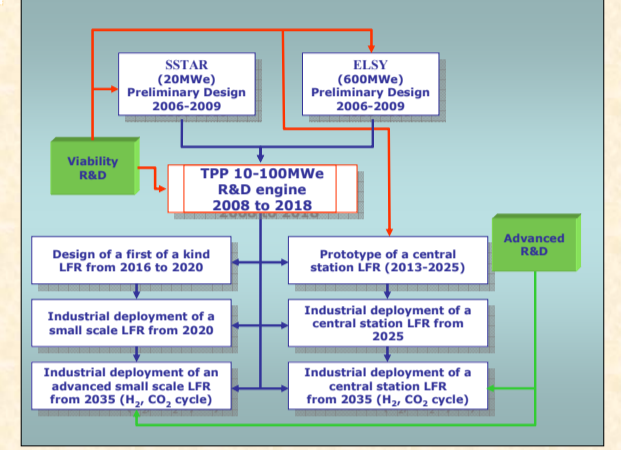 SSTAR
(20MWe)
Preliminary Design
2006-2009
ELSY
(600MWe)
Preliminary Design
2006-2009
Viability
R&D
TPP 10-100MWe
R&D engine
2008 to 2018
Advanced
R&D
Design of a first of a kind
LFR from 2016 to 2020
Prototype of a central
station LFR (2013-2025)
Industrial deployment of a
small scale LFR from 2020
Industrial deployment of a
central station LFR from
2025
Industrial deployment of an
advanced small scale LFR
from 2035 (H₂, CO₂ cycle)
Industrial deployment of a
central station LFR
from 2035 (H₂, CO₂ cycle)